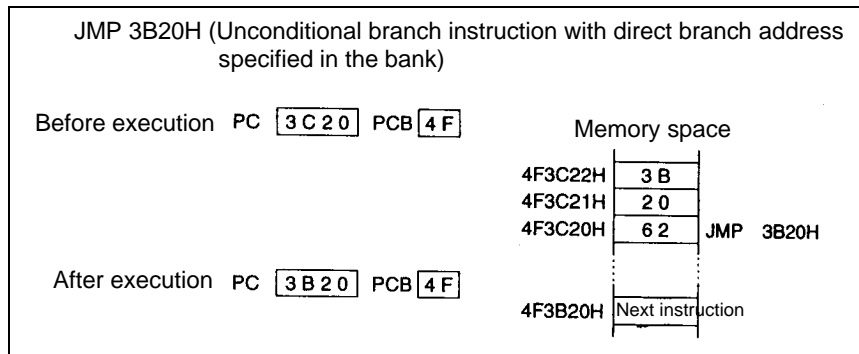 JMP 3B20H (Unconditional branch instruction with direct branch address
specified in the bank)
Before execution PC 3C20 PCB 4F
Memory space
4F3C22H 3B
4F3C21H 20
4F3C20H 62 JMP 3B20H
After execution PC 3B20 PCB 4F
4F3B20H Next instruction